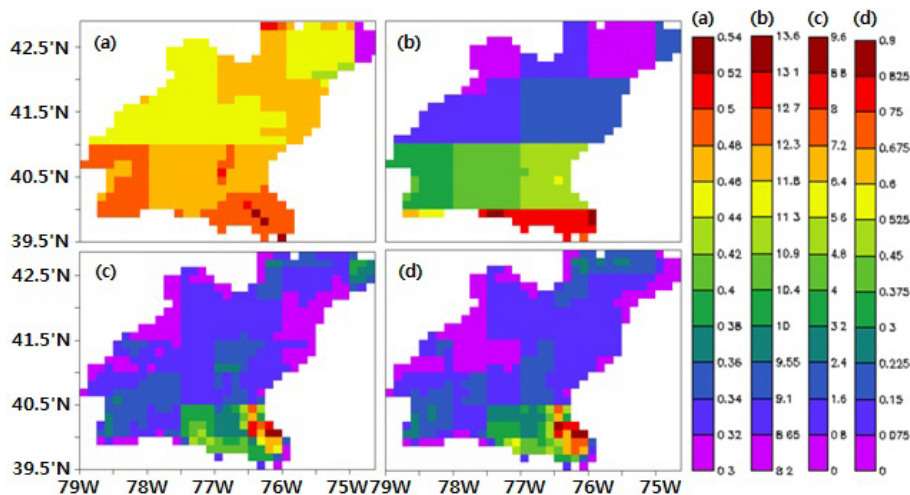 (a) (b) (c) (d)
42.5°N (a) (b) 0.54 13.6 9.6 0.9
0.52 13.1 8.8 0.825
41.5°N 0.5 12.7 8 0.75
0.48 12.3 7.2 0.675
40.5°N 0.46 11.8 6.4 0.6
0.44 11.3 5.6 0.525
39.5°N 0.42 10.9 4.8 0.45
42.5°N (c) (d) 0.4 10.4 4 0.375
0.38 10 3.2 0.3
41.5°N 0.36 9.55 2.4 0.225
40.5°N 0.34 9.1 1.6 0.15
0.32 8.65 0.8 0.075
39.5°N 0.3 8.2 0 0
79W 78W 77W 76W 75W 79W 78W 77W 76W 75W